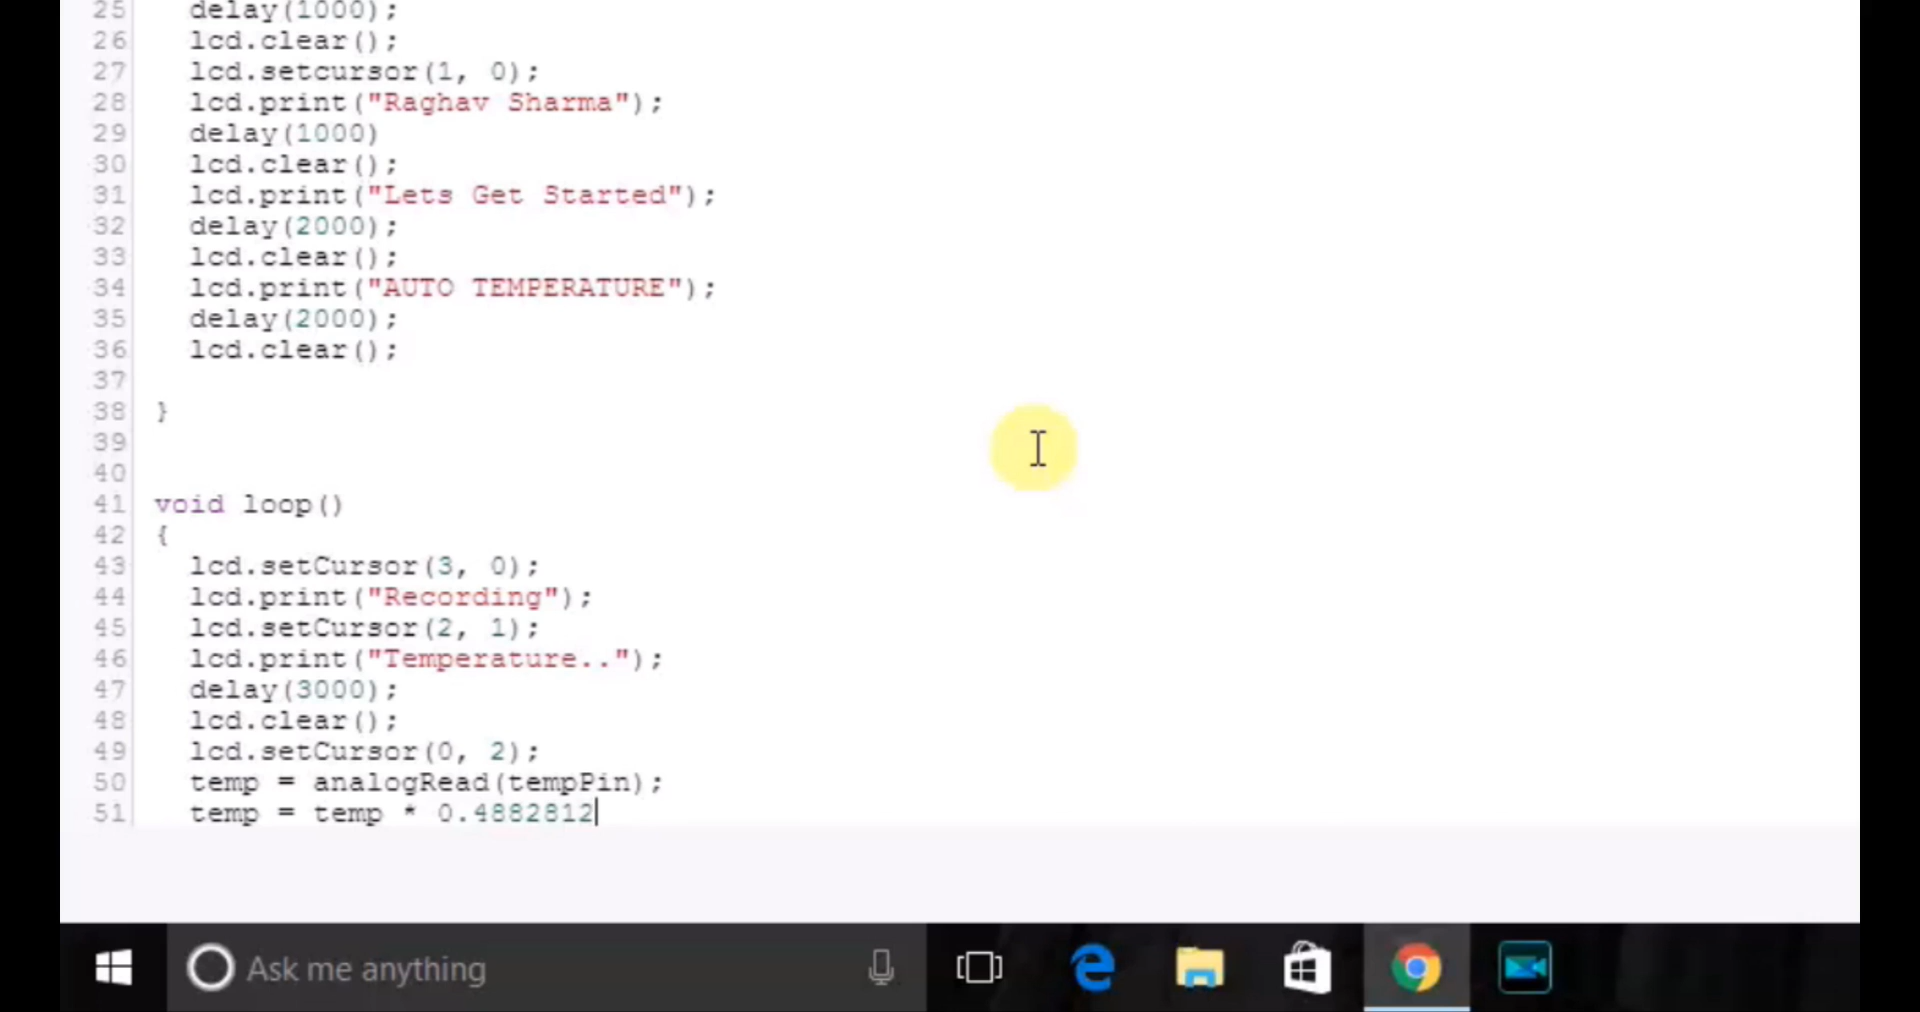 25 delay(1000);
26 lcd.clear();
27 lcd.setcursor(1, 0);
28 lcd.print("Raghav Sharma");
29 delay(1000)
30 lcd.clear();
31 lcd.print("Lets Get Started");
32 delay(2000);
33 lcd.clear();
34 lcd.print("AUTO TEMPERATURE");
35 delay(2000);
36 lcd.clear();
37
38 }
39
40
41 void loop()
42 {
43 lcd.setCursor(3, 0);
44 lcd.print("Recording");
45 lcd.setCursor(2, 1);
46 lcd.print("Temperature..");
47 delay(3000);
48 lcd.clear();
49 lcd.setCursor(0, 2);
50 temp = analogRead(tempPin);
51 temp = temp * 0.4882812
Ask me anything